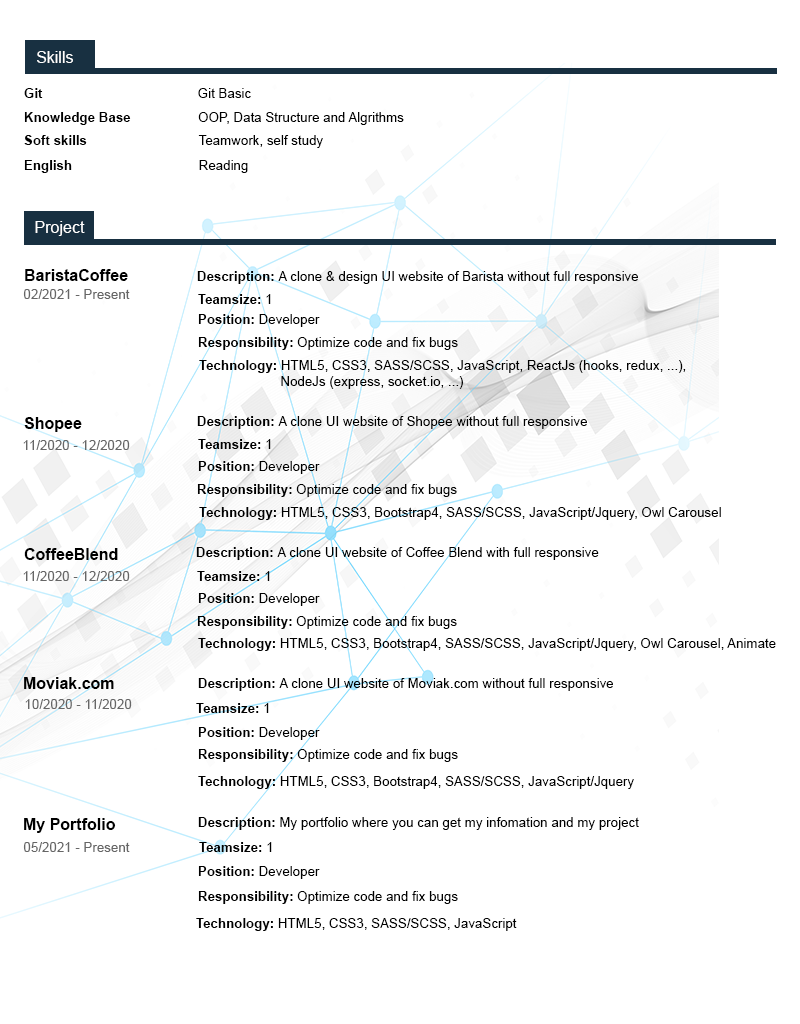 Skills
Git Git Basic
Knowledge Base OOP, Data Structure and Algrithms
Soft skills Teamwork, self study
English Reading
Project
BaristaCoffee Description: A clone & design UI website of Barista without full responsive
02/2021 - Present
Teamsize: 1
Position: Developer
Responsibility: Optimize code and fix bugs
Technology: HTML5, CSS3, SASS/SCSS, JavaScript, ReactJs (hooks, redux, ...),
NodeJs (express, socket.io, ...)
Shopee Description: A clone UI website of Shopee without full responsive
11/2020 - 12/2020 Teamsize: 1
Position: Developer
Responsibility: Optimize code and fix bugs
Technology: HTML5, CSS3, Bootstrap4, SASS/SCSS, JavaScript/Jquery, Owl Carousel
CoffeeBlend Description: A clone UI website of Coffee Blend with full responsive
11/2020 - 12/2020 Teamsize: 1
Position: Developer
Responsibility: Optimize code and fix bugs
Technology: HTML5, CSS3, Bootstrap4, SASS/SCSS, JavaScript/Jquery, Owl Carousel, Animate
Moviak.com Description: A clone UI website of Moviak.com without full responsive
10/2020 - 11/2020 Teamsize: 1
Position: Developer
Responsibility: Optimize code and fix bugs
Technology: HTML5, CSS3, Bootstrap4, SASS/SCSS, JavaScript/Jquery
My Portfolio Description: My portfolio where you can get my infomation and my project
05/2021 - Present Teamsize: 1
Position: Developer
Responsibility: Optimize code and fix bugs
Technology: HTML5, CSS3, SASS/SCSS, JavaScript